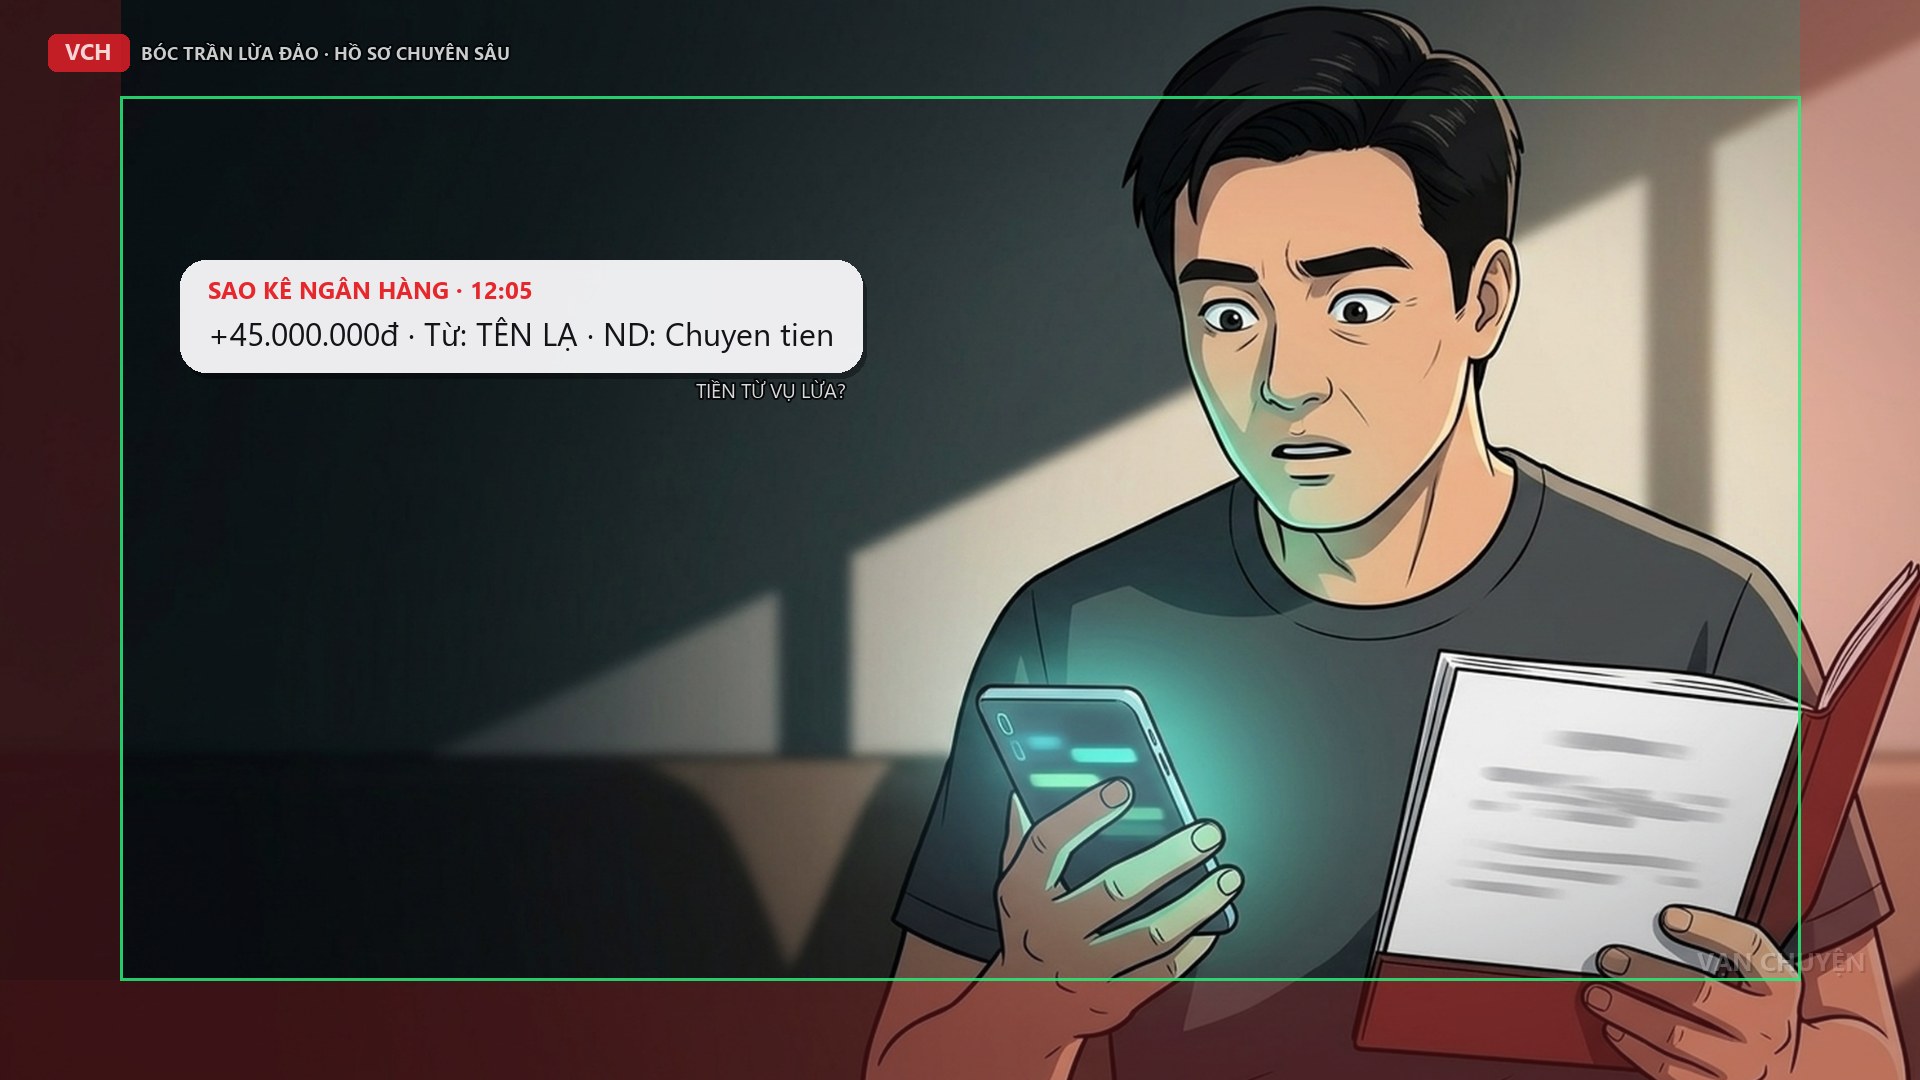 VCH BÓC TRẦN LỪA ĐẢO · HỒ SƠ CHUYÊN SÂU
SAO KÊ NGÂN HÀNG · 12:05
+45.000.000đ · Từ: TÊN LẠ · ND: Chuyen tien
TIỀN TỪ VỤ LỪA?
VẠN CHUYỆN